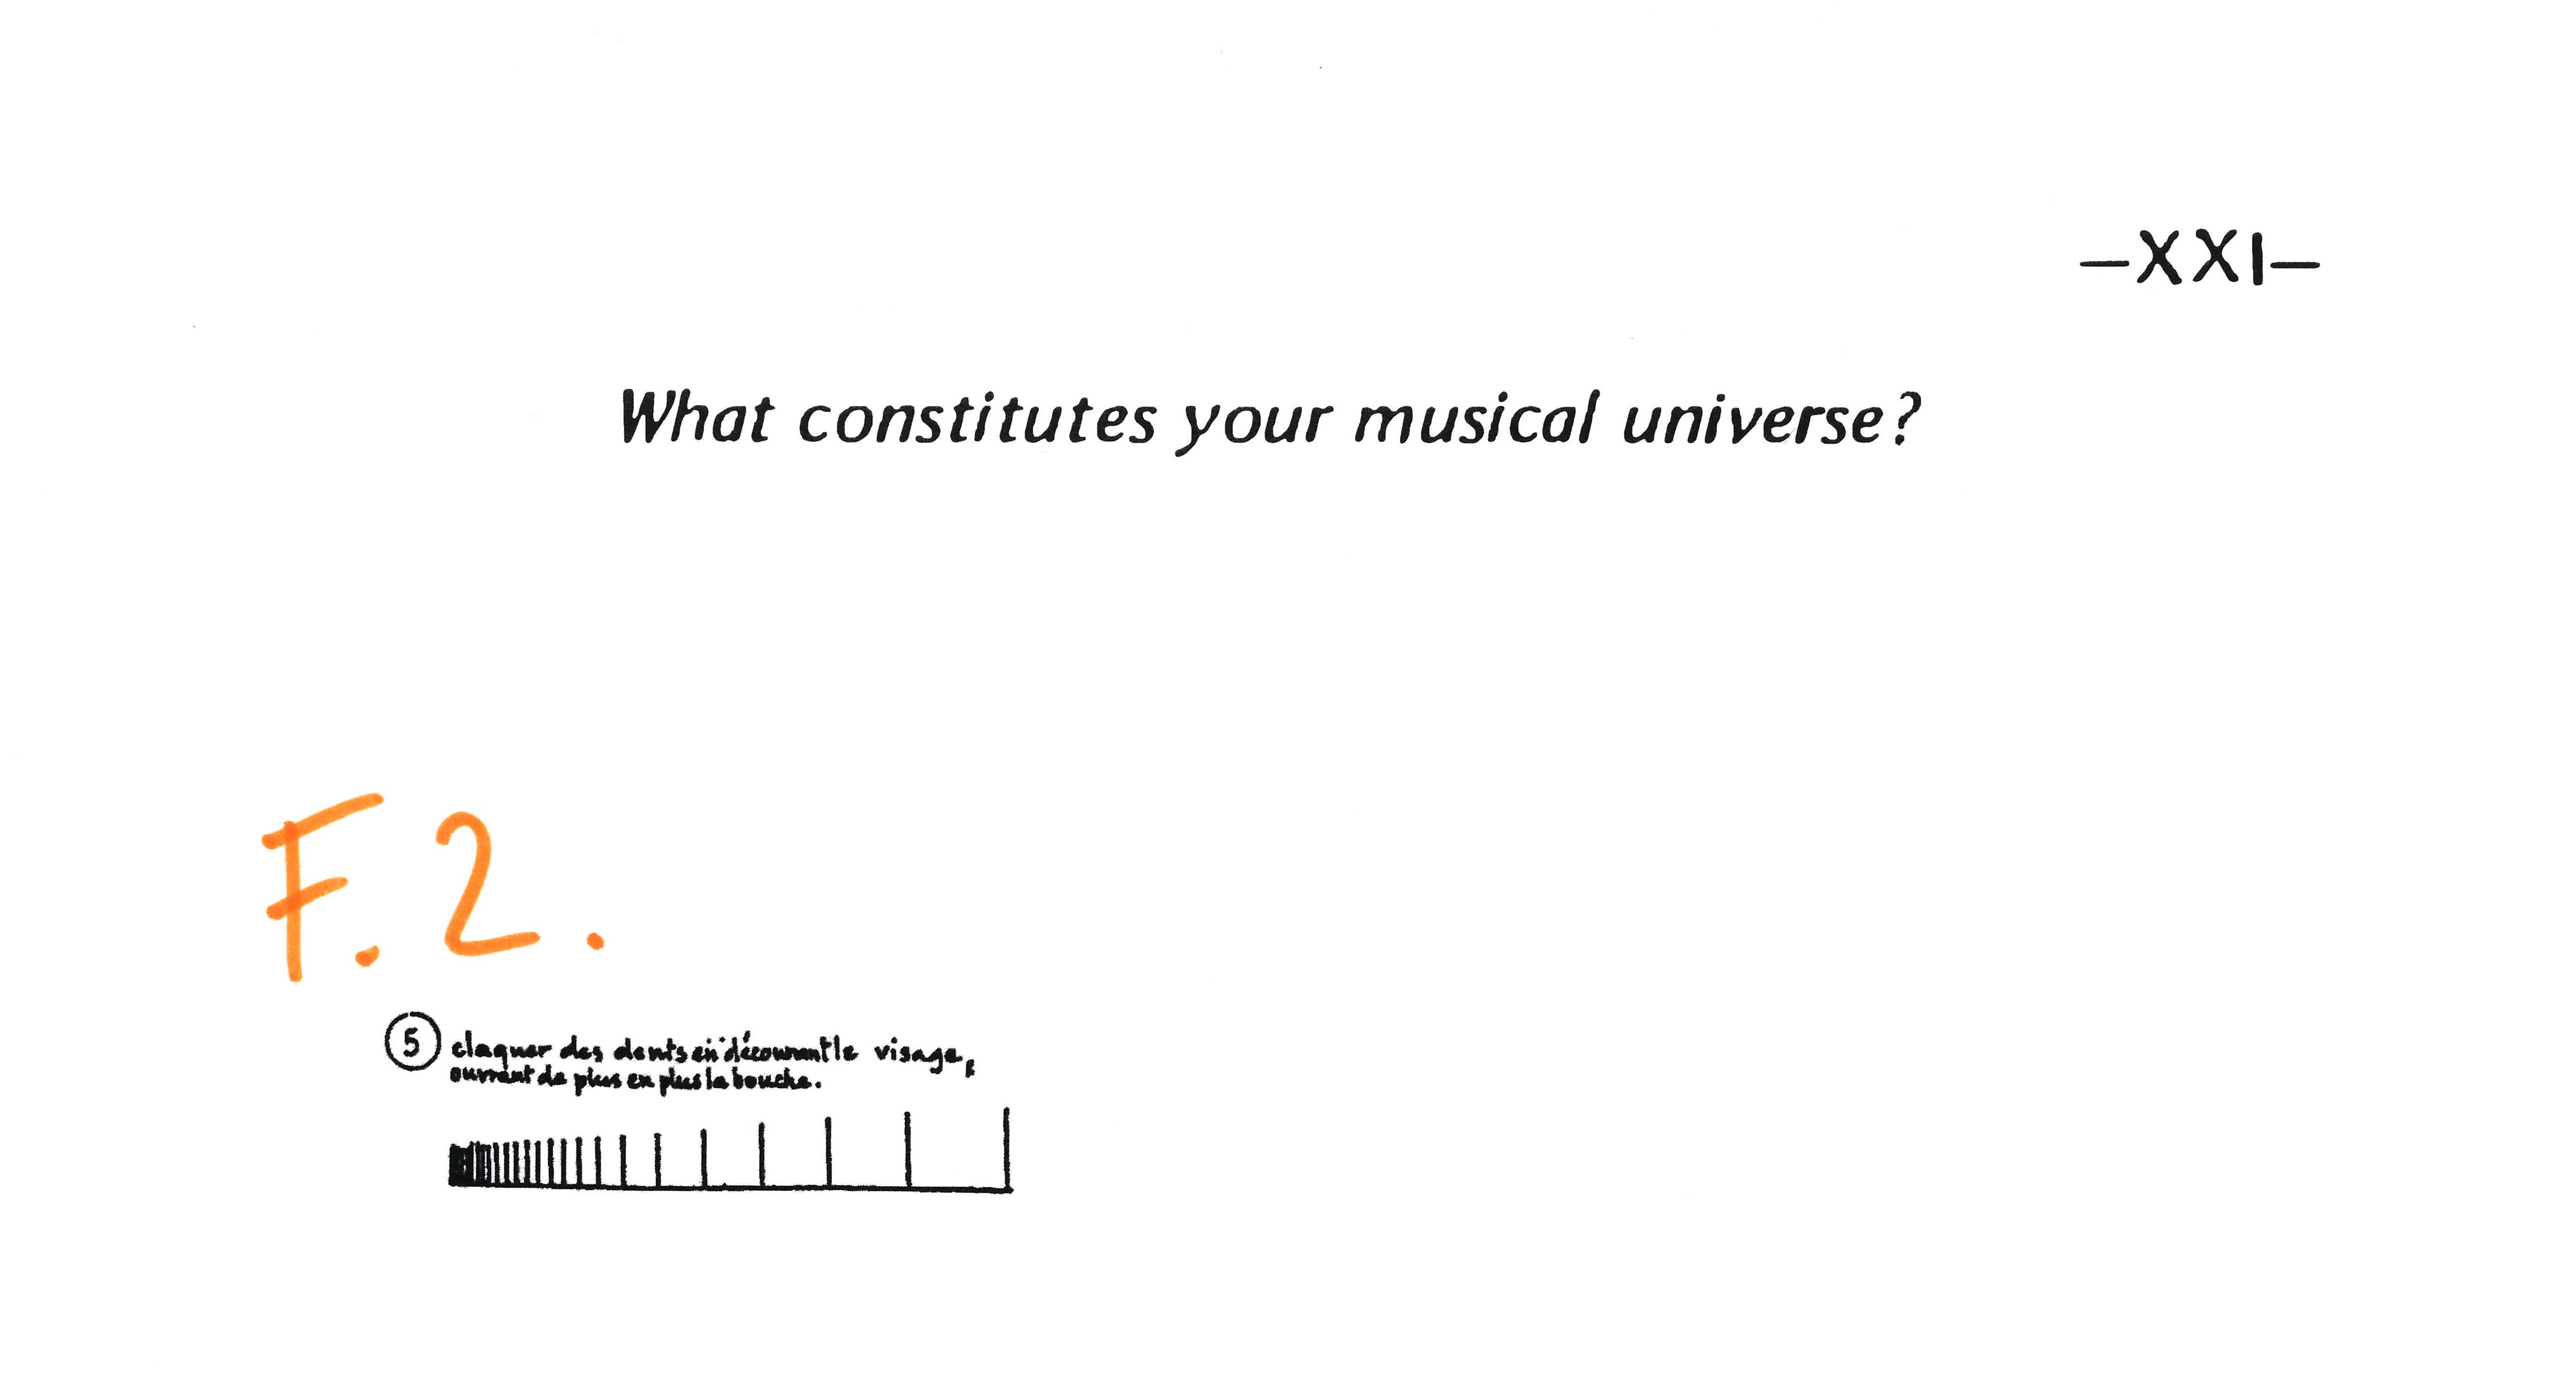 –XXI–
What constitutes your musical universe?
F. 2.
5 claquer des dents en découvrant le visage,
ouvrant de plus en plus la bouche.